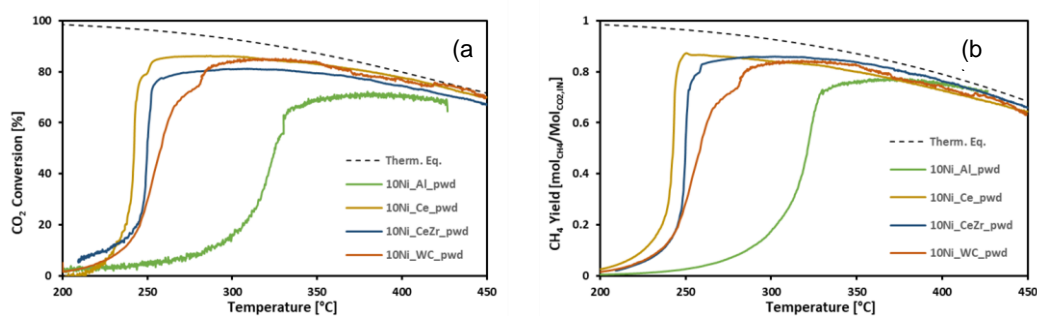 (a)
CO2 Conversion [%]
100
80
60
40
20
0
Therm. Eq.
10Ni_Al_pwd
10Ni_Ce_pwd
10Ni_CeZr_pwd
10Ni_WC_pwd
200 250 300 350 400 450
Temperature [°C]
(b)
CH4 Yield [molCH4/MolCO2,IN]
1
0.8
0.6
0.4
0.2
0
Therm. Eq.
10Ni_Al_pwd
10Ni_Ce_pwd
10Ni_CeZr_pwd
10Ni_WC_pwd
200 250 300 350 400 450
Temperature [°C]